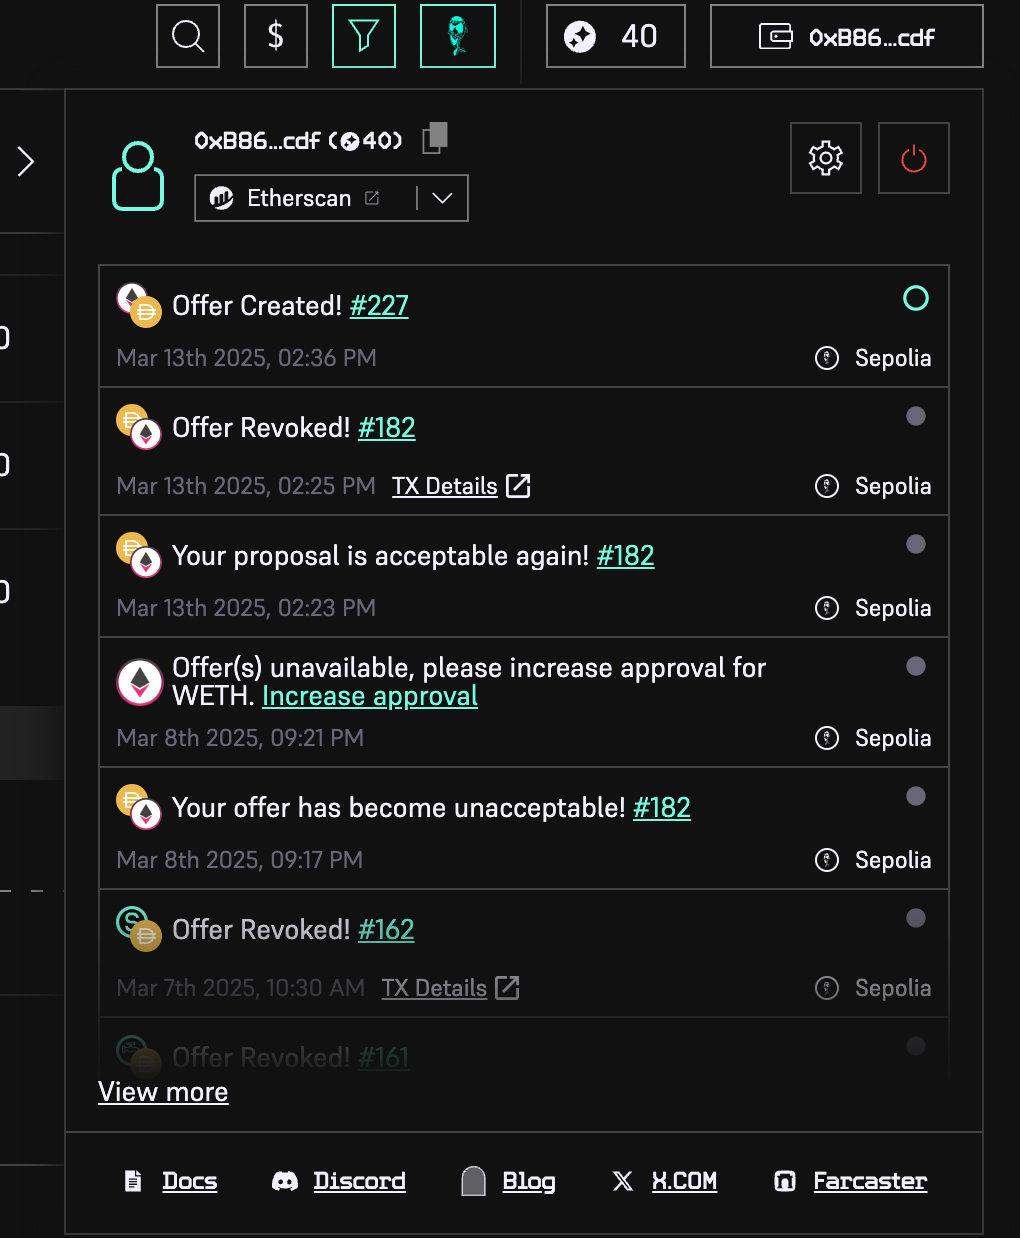 $
40
0xB86...cdf
0xB86...cdf (40)
Etherscan
Offer Created! #227
Mar 13th 2025, 02:36 PM
Sepolia
Offer Revoked! #182
Mar 13th 2025, 02:25 PM TX Details
Sepolia
Your proposal is acceptable again! #182
Mar 13th 2025, 02:23 PM
Sepolia
Offer(s) unavailable, please increase approval for
WETH. Increase approval
Mar 8th 2025, 09:21 PM
Sepolia
Your offer has become unacceptable! #182
Mar 8th 2025, 09:17 PM
Sepolia
Offer Revoked! #162
Mar 7th 2025, 10:30 AM TX Details
Sepolia
Offer Revoked! #161
View more
Docs
Discord
Blog
X.COM
Farcaster